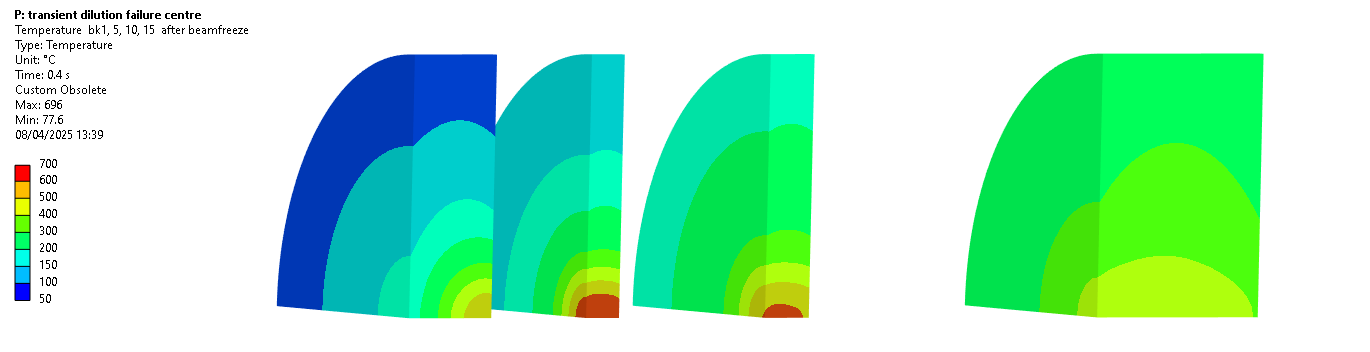 P: transient dilution failure centre
Temperature bk1, 5, 10, 15 after beamfreeze
Type: Temperature
Unit: °C
Time: 0.4 s
Custom Obsolete
Max: 696
Min: 77.6
08/04/2025 13:39
700
600
500
400
300
200
150
100
50